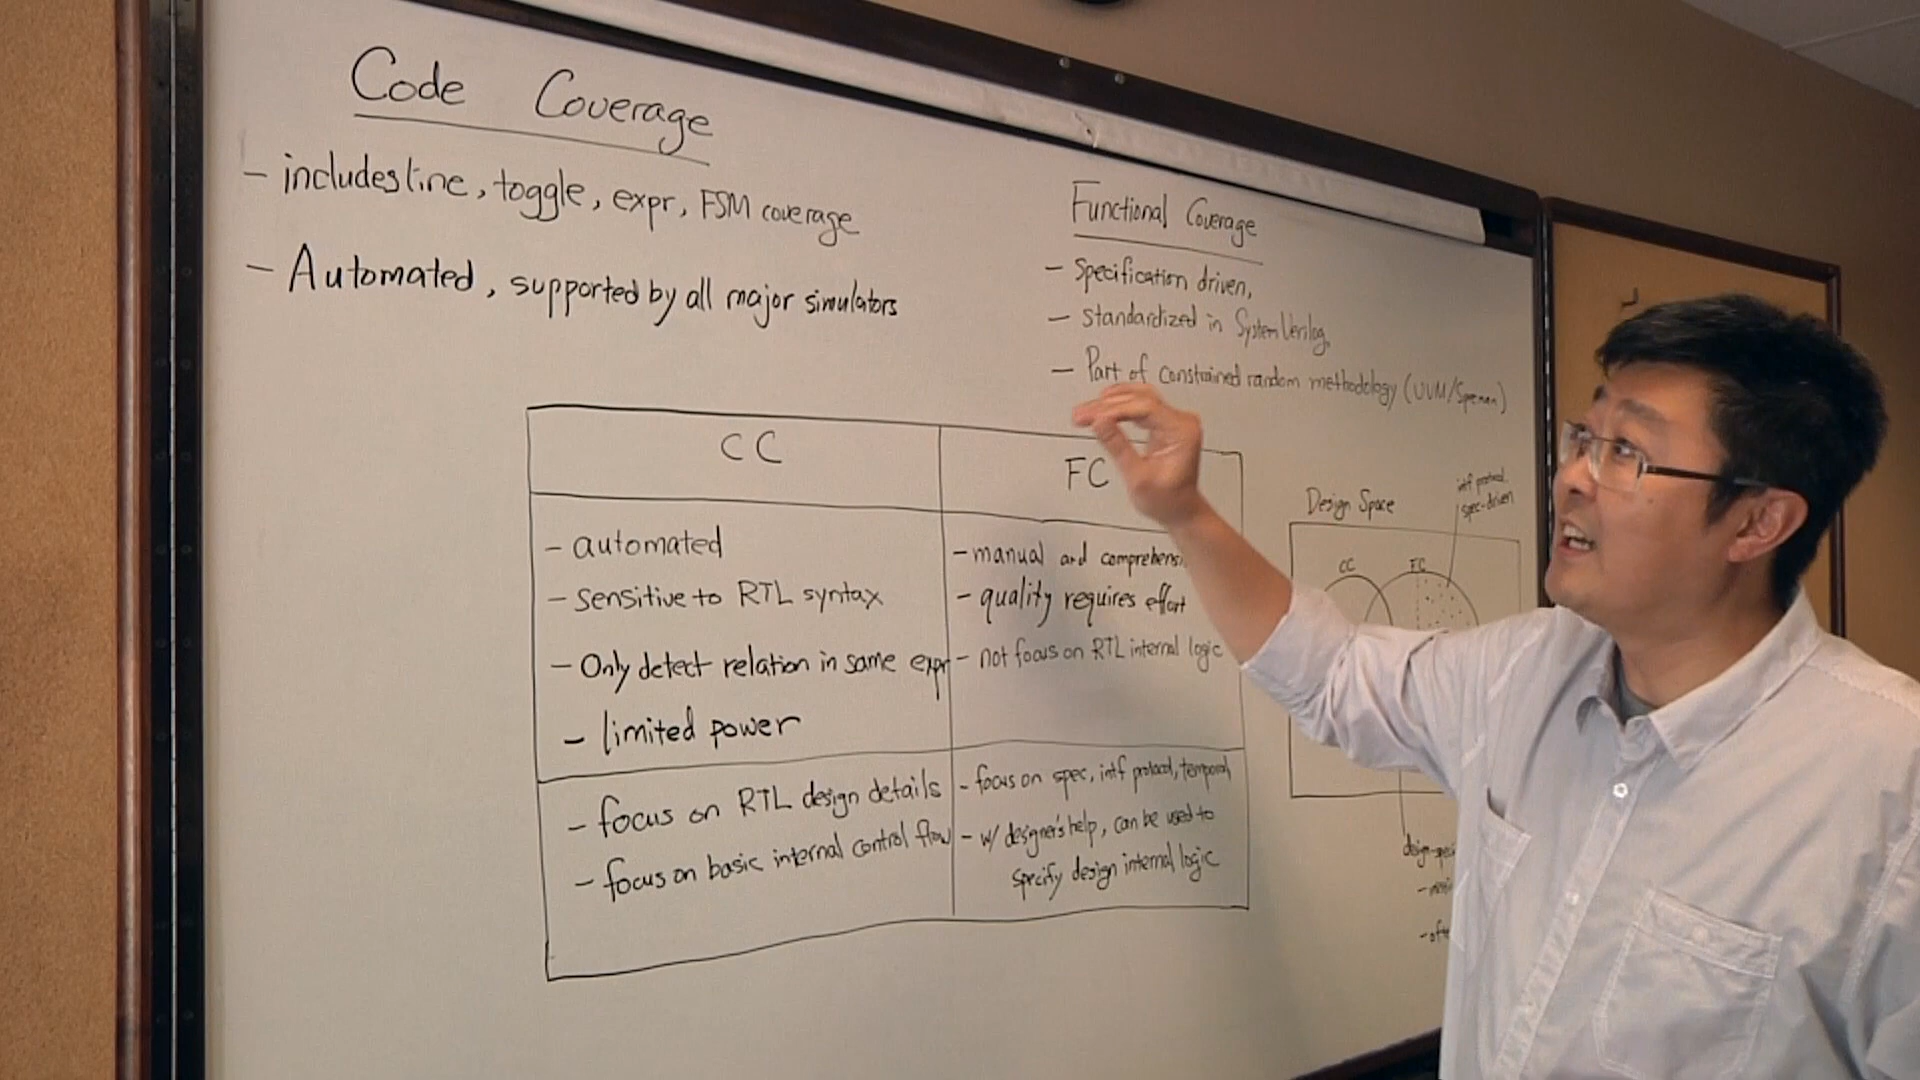 Code Coverage
- includes line, toggle, expr, FSM coverage
- Automated, supported by all major simulators
Functional Coverage
- Specification driven,
- standardized in SystemVerilog,
- Part of constrained random methodology (UVM/Specman)
CC
- automated
- sensitive to RTL syntax
- Only detect relation in same expr
- limited power
- focus on RTL design details
- focus on basic internal control flow
FC
- manual and
- quality requires effort
- not focus on RTL internal logic
- focus on spec, intf protocol, temporal,
- w/ designer's help, can be used to
specify design internal logic
Design Space
intf protocol,
spec-driven
CC
FC